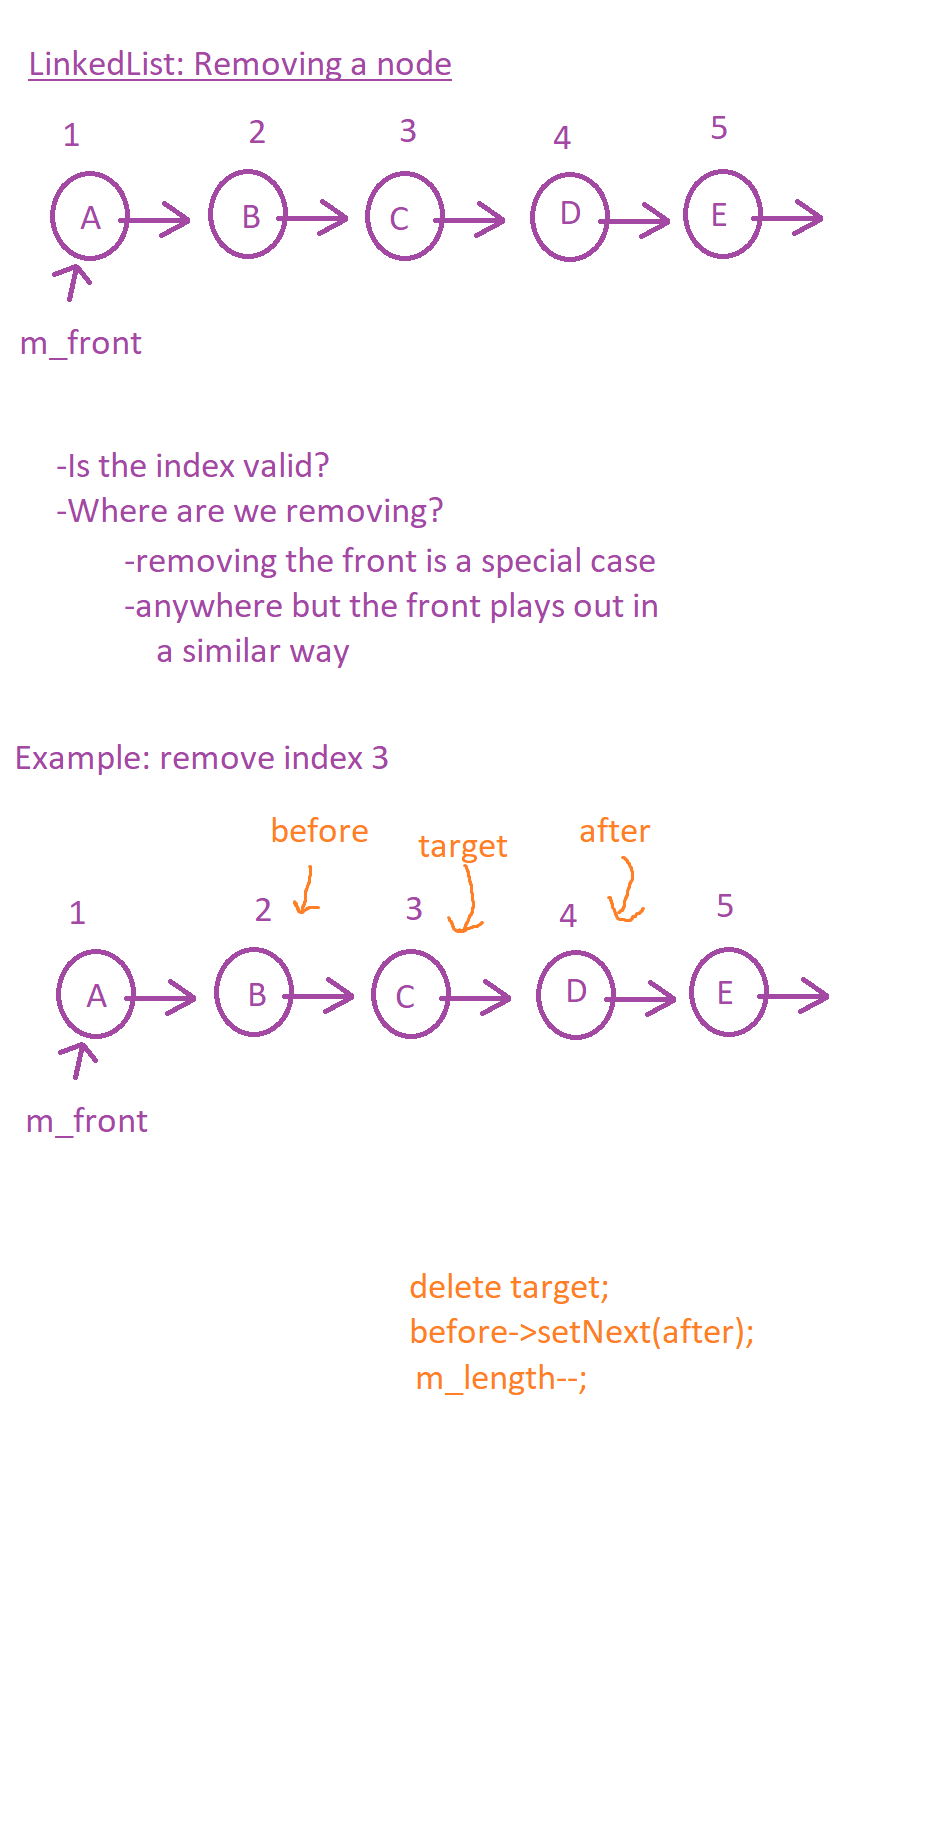 LinkedList: Removing a node
1 2 3 4 5
A B C D E
m_front
-Is the index valid?
-Where are we removing?
-removing the front is a special case
-anywhere but the front plays out in
a similar way
Example: remove index 3
before target after
1 2 3 4 5
A B C D E
m_front
delete target;
before->setNext(after);
m_length--;